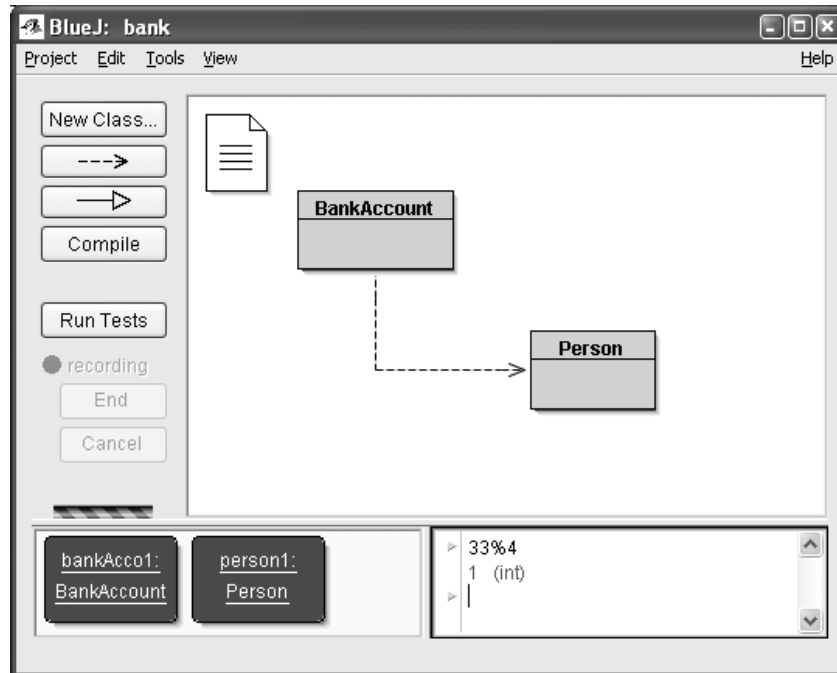 BlueJ: bank
Project Edit Tools View Help
New Class...
Compile
Run Tests
recording
End
Cancel
BankAccount
Person
bankAcco1:
BankAccount
person1:
Person
33%4
1 (int)